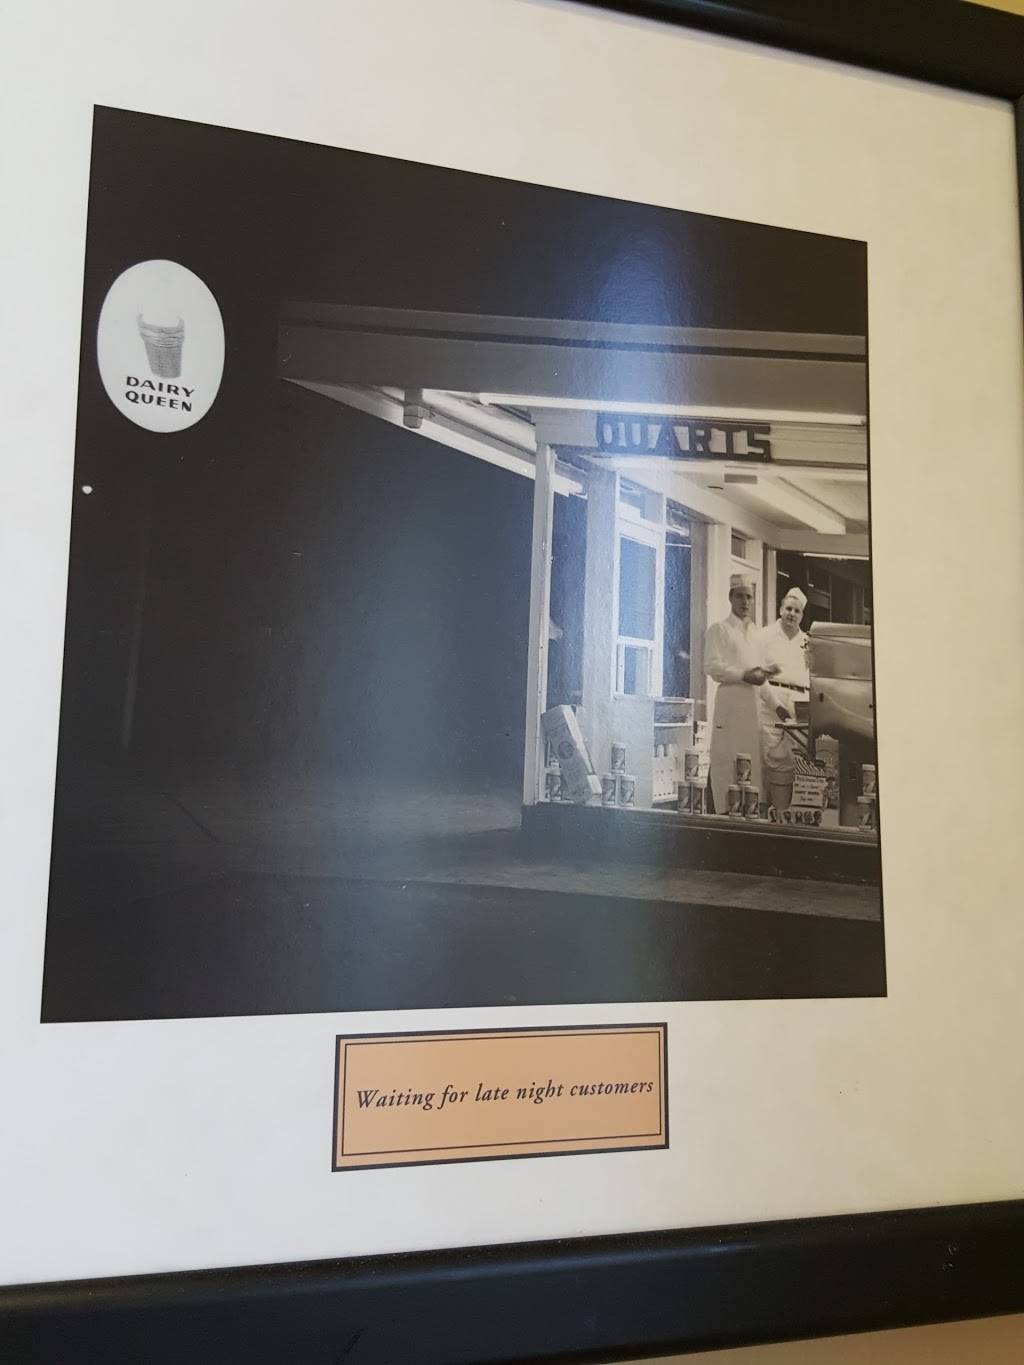 DAIRY
QUEEN
QUARTS
Waiting for late night customers